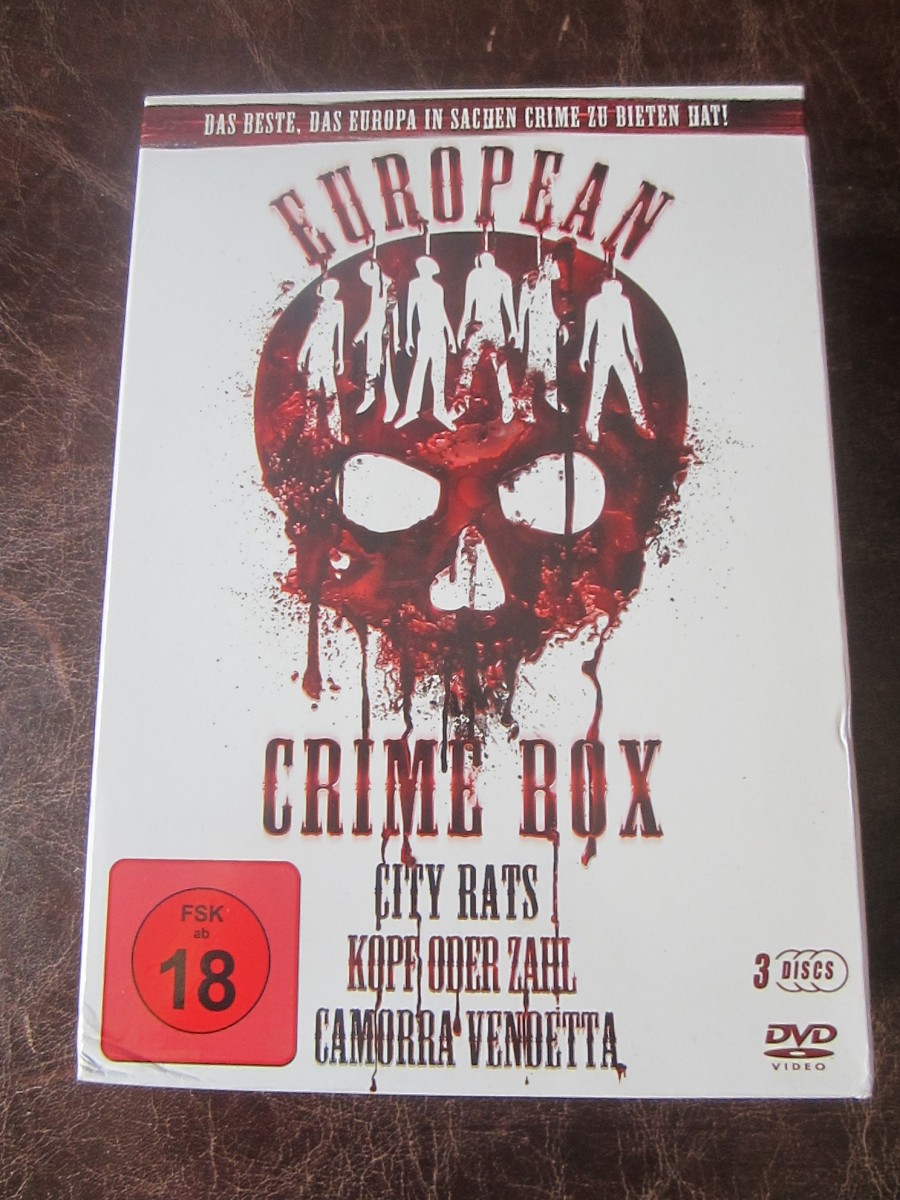 DAS BESTE, DAS EUROPA IN SACHEN CRIME ZU BIETEN HAT!
EUROPEAN
CRIME BOX
CITY RATS
KOPF ODER ZAHL
CAMORRA VENDETTA
FSK
ab
18
3 DISCS
DVD
VIDEO